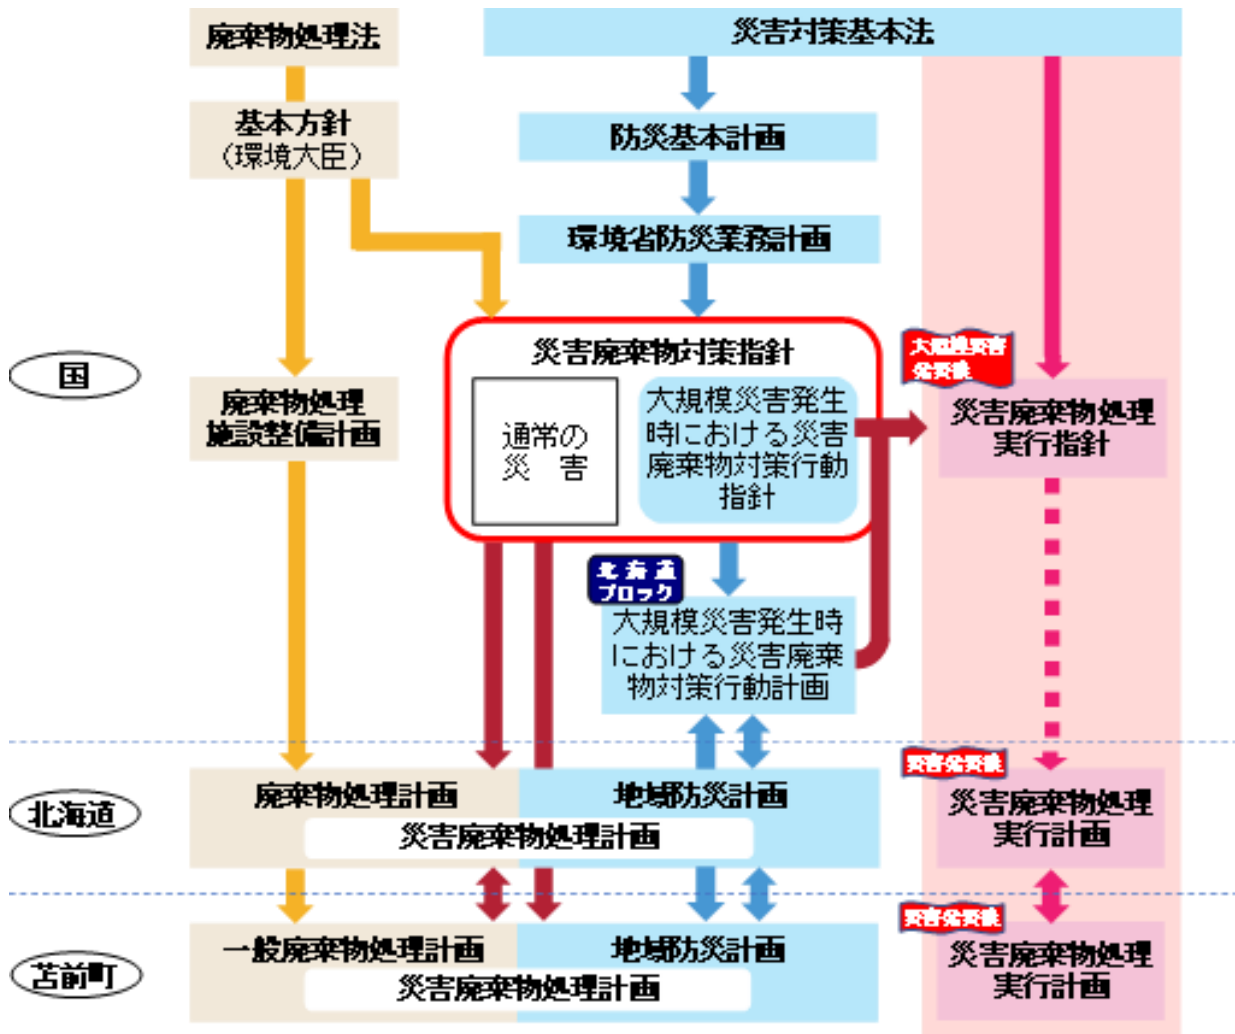 廃棄物処理法
災害対策基本法
基本方針
（環境大臣）
防災基本計画
環境省防災業務計画
国
災害廃棄物対策指針
通常の
災　害
大規模災害発生
時における災害
廃棄物対策行動
指針
大規模災害
発災後
災害廃棄物処理
実行指針
廃棄物処理
施設整備計画
北海道
ブロック
大規模災害発生時
における災害廃棄
物対策行動計画
北海道
廃棄物処理計画
地域防災計画
災害廃棄物処理計画
災害発災後
災害廃棄物処理
実行計画
苫前町
一般廃棄物処理計画
地域防災計画
災害廃棄物処理計画
災害発災後
災害廃棄物処理
実行計画